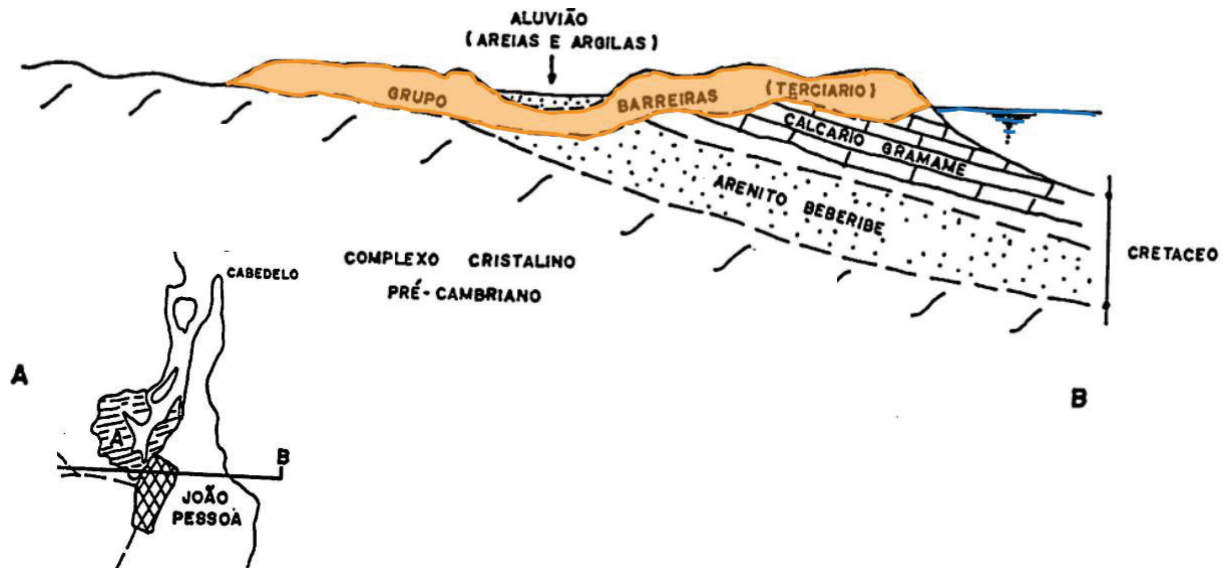 ALUVIÃO
(AREIAS E ARGILAS)
GRUPO
BARREIRAS
(TERCIARIO)
CALCARIO GRAMAME
ARENITO BEBERIBE
CRETACEO
COMPLEXO CRISTALINO
PRÉ-CAMBRIANO
CABEDELO
A
B
A
B
JOÃO
PESSOA